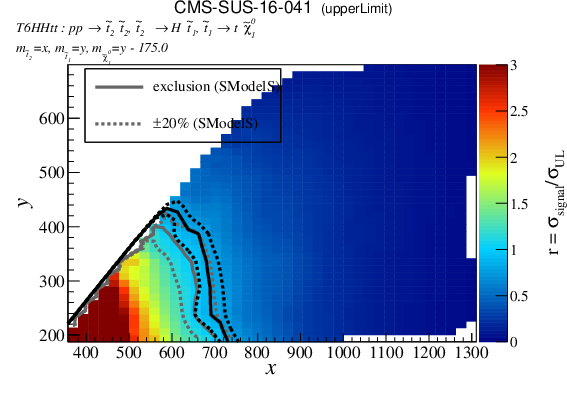 CMS-SUS-16-041 (upperLimit)
T6HHtt : pp → t̃₂ t̃₂, t̃₂ → H t̃₁, t̃₁ → t χ̃₁⁰
m_t̃₂=x, m_t̃₁=y, m_χ̃₁⁰=y - 175.0
exclusion (SModelS)
±20% (SModelS)
y
600
500
400
300
200
400 500 600 700 800 900 1000 1100 1200 1300
x
3
2.5
2
1.5
1
0.5
0
r = σ_signal/σ_UL